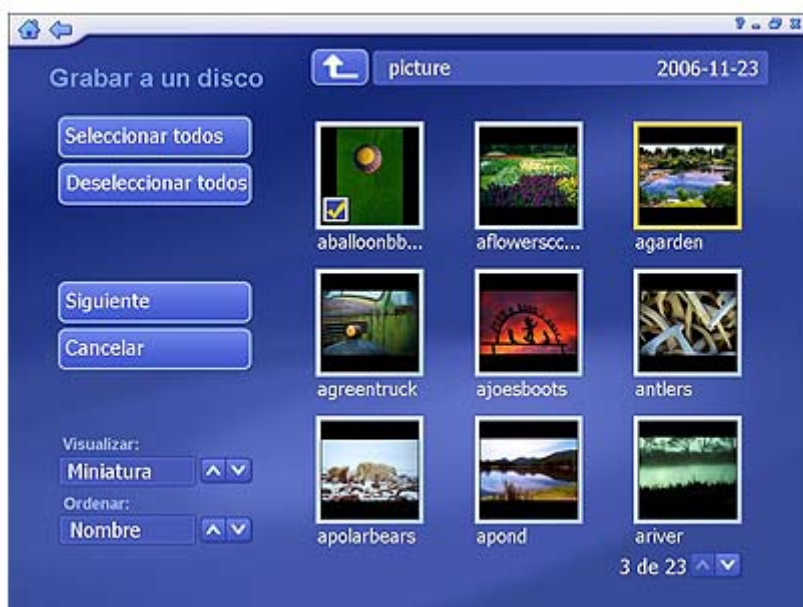 Grabar a un disco
picture 2006-11-23
Seleccionar todos
Deseleccionar todos
Siguiente
Cancelar
Visualizar:
Miniatura
Ordenar:
Nombre
aballoonbb...
aflowerscc...
agarden
agreentruck
ajoesboots
antlers
apolarbears
apond
ariver
3 de 23